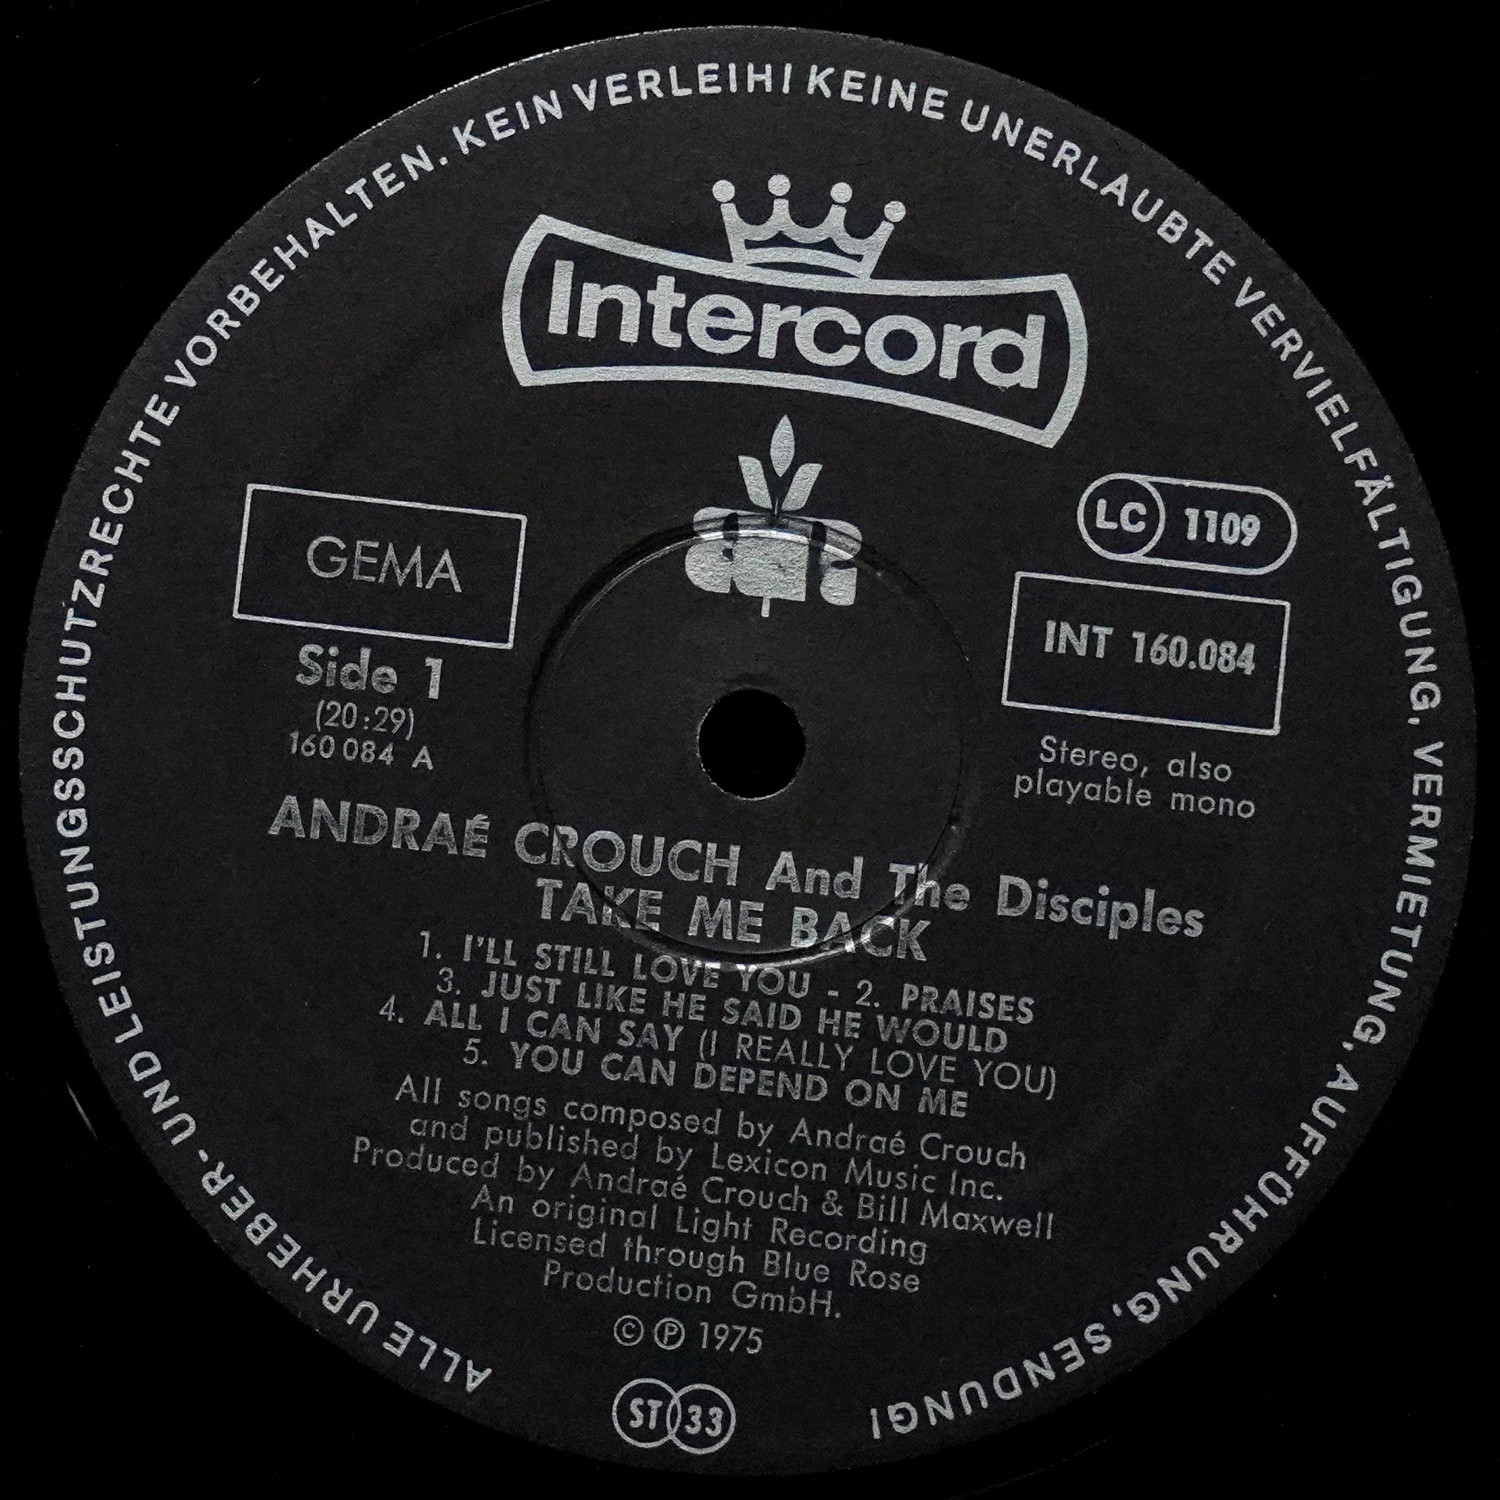 ALLE URHEBER- UND LEISTUNGSSCHUTZRECHTE VORBEHALTEN. KEIN VERLEIH! KEINE UNERLAUBTE VERVIELFÄLTIGUNG, VERMIETUNG, AUFFÜHRUNG, SENDUNG!
Intercord
GEMA
LC 1109
INT 160.084
Side 1
(20:29)
160 084 A
Stereo, also
playable mono
ANDRAÉ CROUCH And The Disciples
TAKE ME BACK
1. I'LL STILL LOVE YOU - 2. PRAISES
3. JUST LIKE HE SAID HE WOULD
4. ALL I CAN SAY (I REALLY LOVE YOU)
5. YOU CAN DEPEND ON ME
All songs composed by Andraé Crouch
and published by Lexicon Music Inc.
Produced by Andraé Crouch & Bill Maxwell
An original Light Recording
Licensed through Blue Rose
Production GmbH.
© ℗ 1975
ST 33